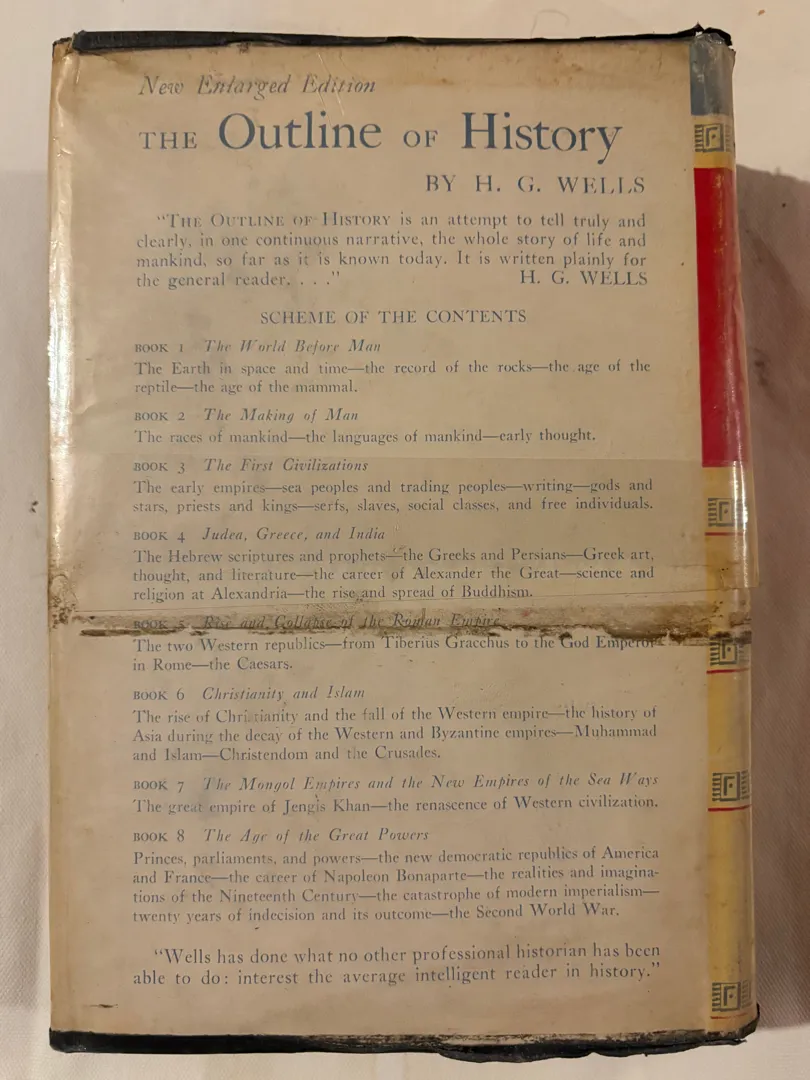 New Enlarged Edition
THE Outline OF History
BY H. G. WELLS
"THE OUTLINE OF HISTORY is an attempt to tell truly and
clearly, in one continuous narrative, the whole story of life and
mankind, so far as it is known today. It is written plainly for
the general reader. . . ." H. G. WELLS
SCHEME OF THE CONTENTS
BOOK 1 The World Before Man
The Earth in space and time—the record of the rocks—the age of the
reptile—the age of the mammal.
BOOK 2 The Making of Man
The races of mankind—the languages of mankind—early thought.
BOOK 3 The First Civilizations
The early empires—sea peoples and trading peoples—writing—gods and
stars, priests and kings—serfs, slaves, social classes, and free individuals.
BOOK 4 Judea, Greece, and India
The Hebrew scriptures and prophets—the Greeks and Persians—Greek art,
thought, and literature—the career of Alexander the Great—science and
religion at Alexandria—the rise and spread of Buddhism.
BOOK 5 Rise and Collapse of the Roman Empire
The two Western republics—from Tiberius Gracchus to the God Emperor
in Rome—the Caesars.
BOOK 6 Christianity and Islam
The rise of Christianity and the fall of the Western empire—the history of
Asia during the decay of the Western and Byzantine empires—Muhammad
and Islam—Christendom and the Crusades.
BOOK 7 The Mongol Empires and the New Empires of the Sea Ways
The great empire of Jengis Khan—the renascence of Western civilization.
BOOK 8 The Age of the Great Powers
Princes, parliaments, and powers—the new democratic republics of America
and France—the career of Napoleon Bonaparte—the realities and imagina-
tions of the Nineteenth Century—the catastrophe of modern imperialism—
twenty years of indecision and its outcome—the Second World War.
"Wells has done what no other professional historian has been
able to do: interest the average intelligent reader in history."